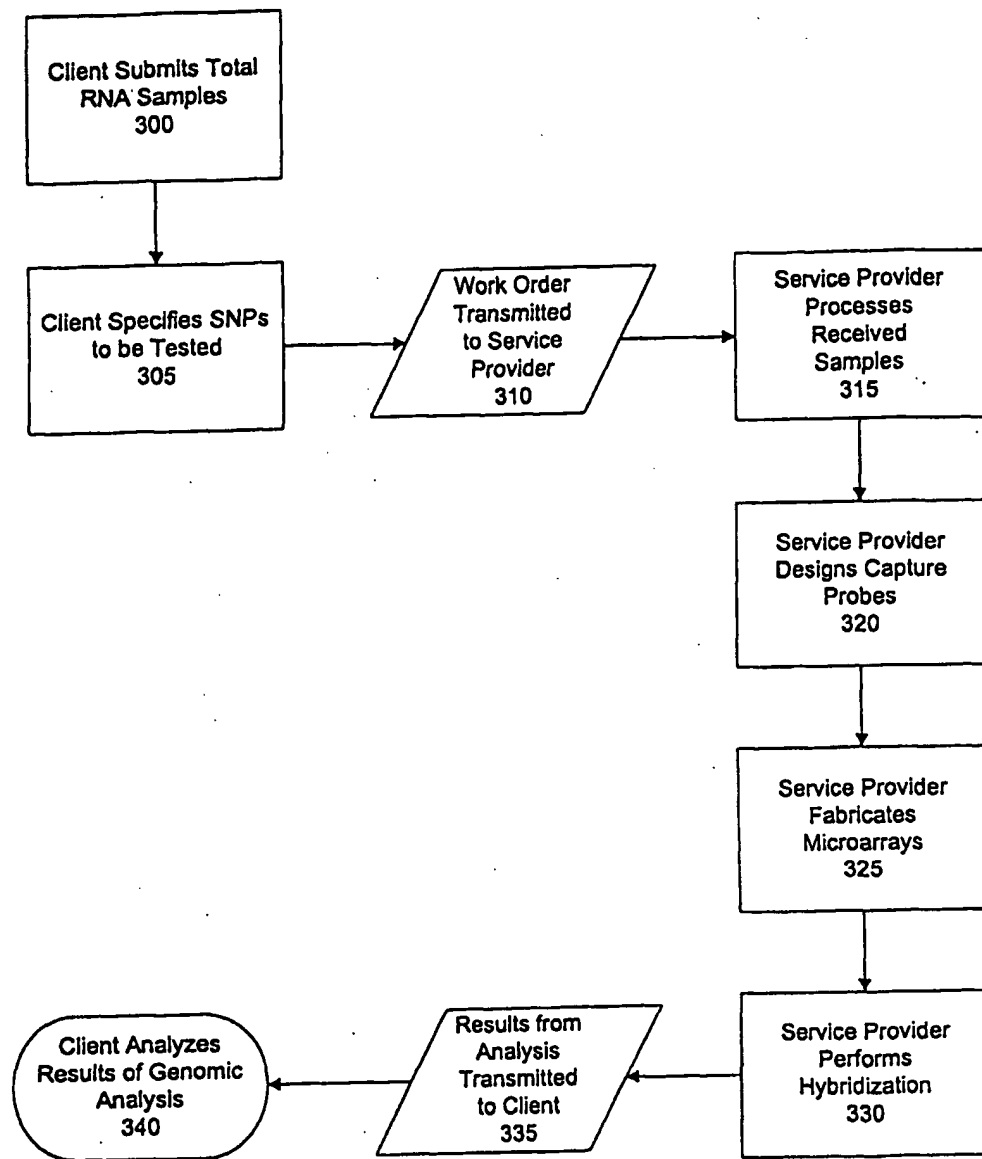 Client Submits Total
RNA Samples
300
Client Specifies SNPs
to be Tested
305
Work Order
Transmitted
to Service
Provider
310
Service Provider
Processes
Received
Samples
315
Service Provider
Designs Capture
Probes
320
Service Provider
Fabricates
Microarrays
325
Service Provider
Performs
Hybridization
330
Results from
Analysis
Transmitted
to Client
335
Client Analyzes
Results of Genomic
Analysis
340